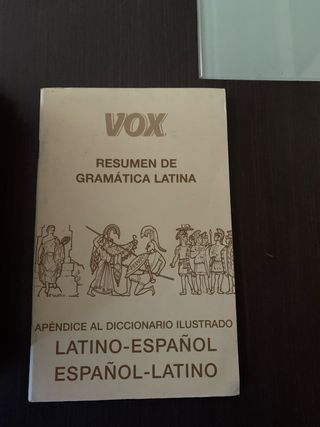 VOX
RESUMEN DE
GRAMÁTICA LATINA
APÉNDICE AL DICCIONARIO ILUSTRADO
LATINO-ESPAÑOL
ESPAÑOL-LATINO